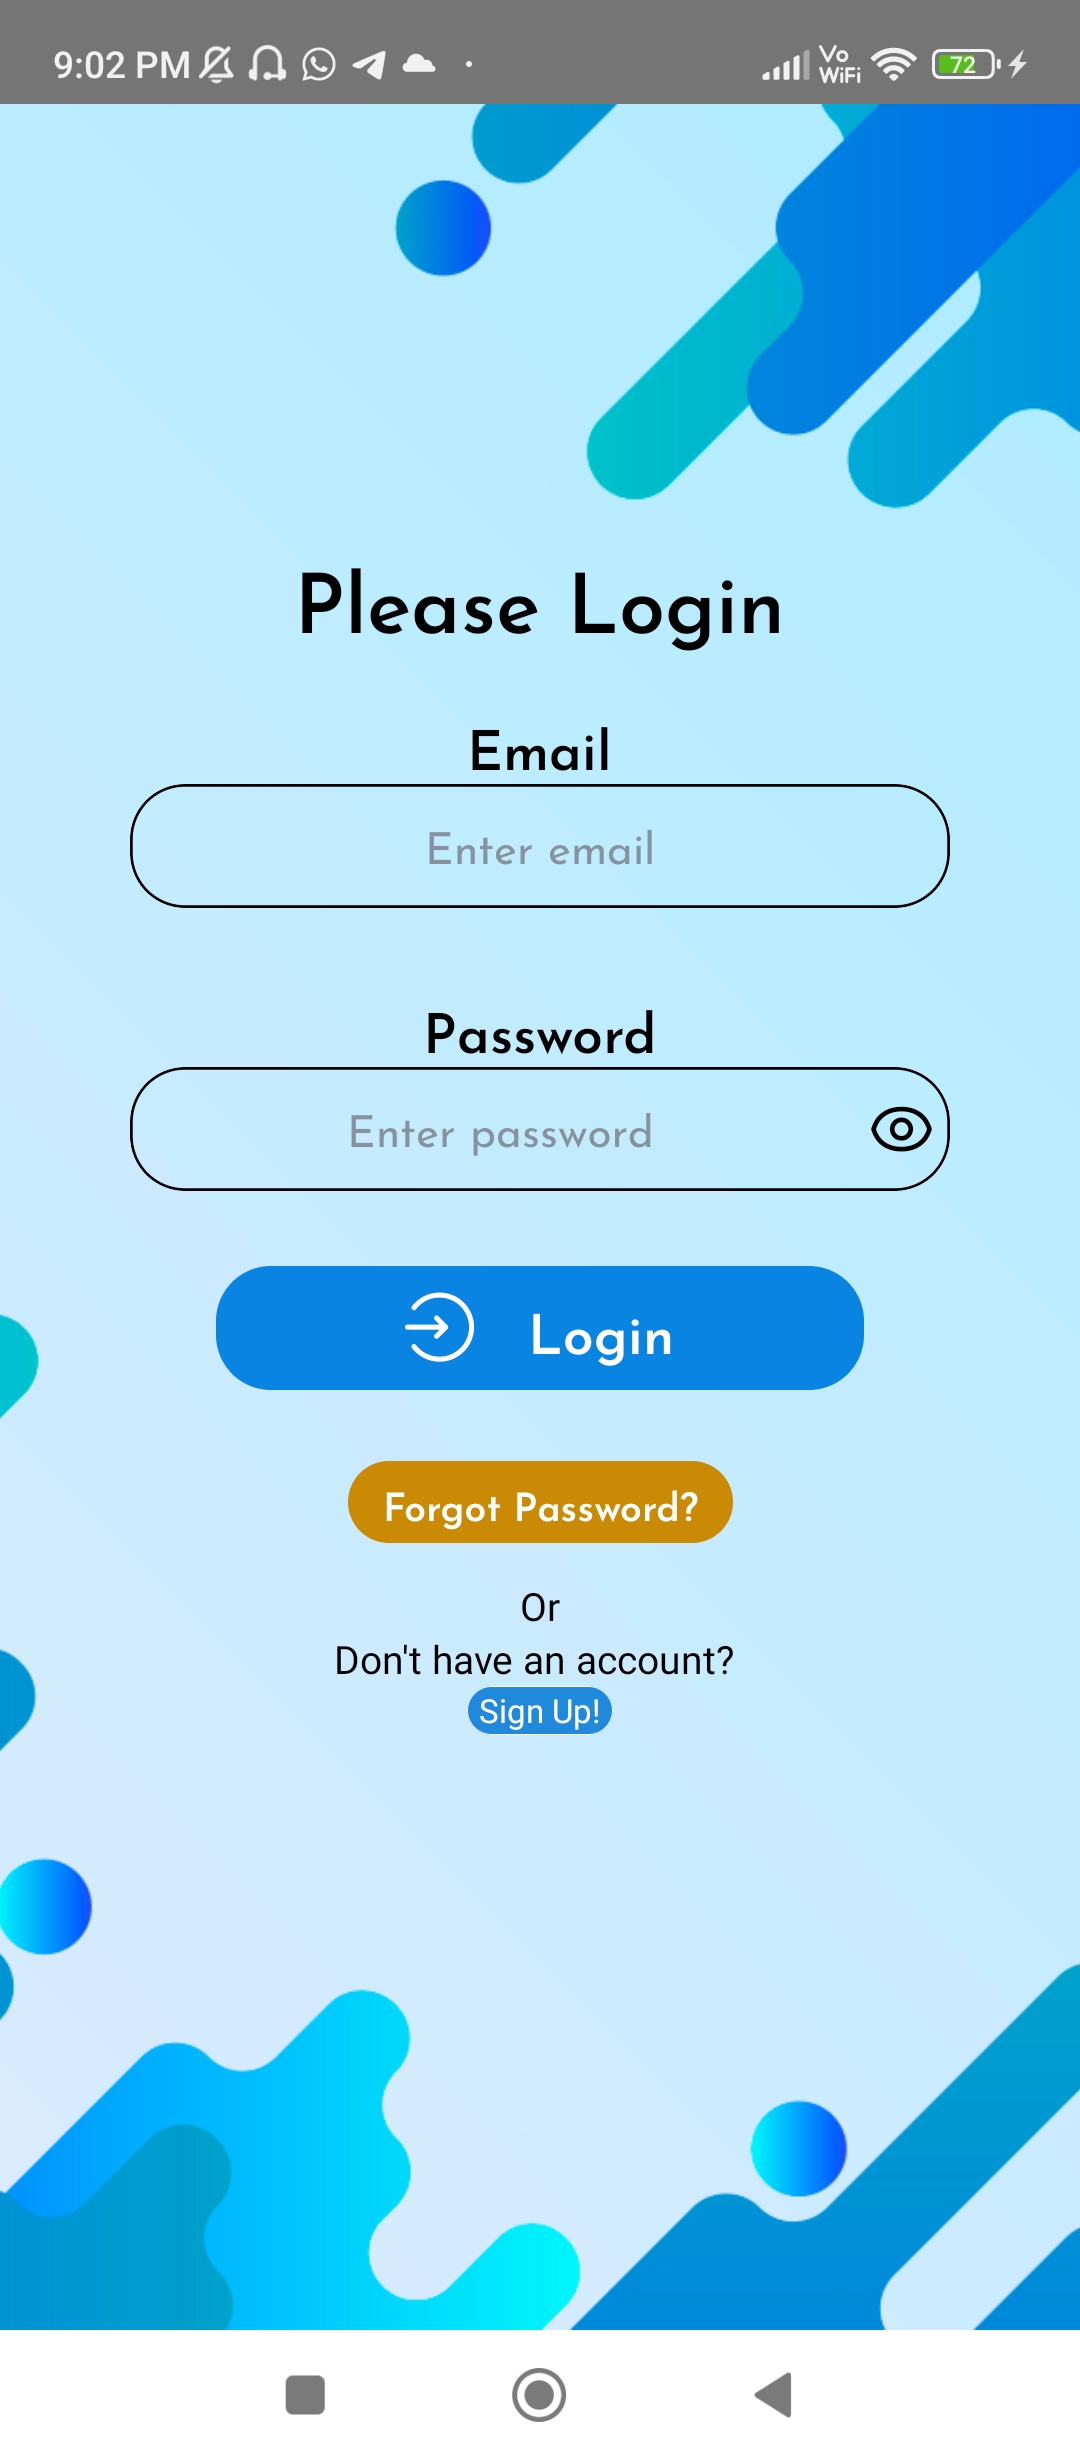 9:02 PM
Vo
WiFi
72
Please Login
Email
Enter email
Password
Enter password
Login
Forgot Password?
Or
Don't have an account?
Sign Up!